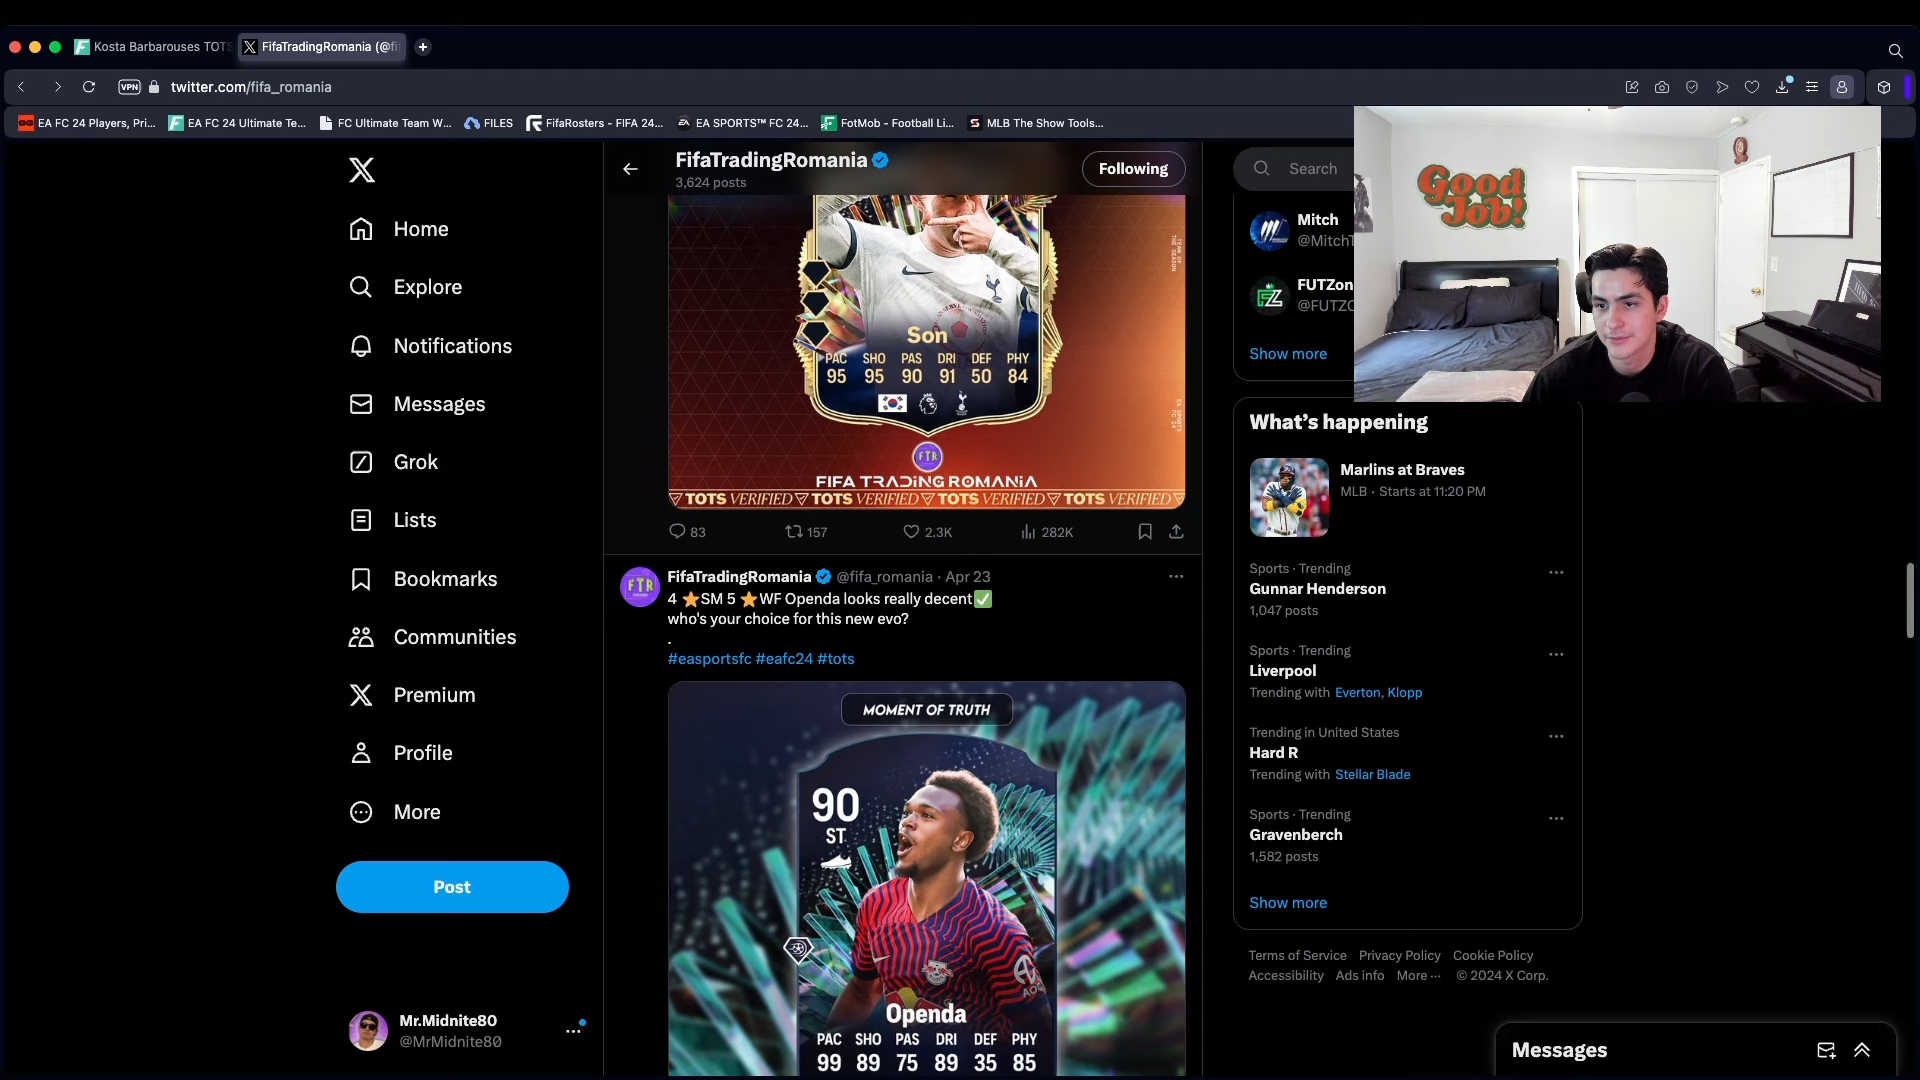 Kosta Barbarouses TOTS
FifaTradingRomania (@fi
VPN
twitter.com/fifa_romania
EA FC 24 Players, Pri...
EA FC 24 Ultimate Te...
FC Ultimate Team W...
FILES
FifaRosters - FIFA 24...
EA SPORTS™ FC 24...
FotMob - Football Li...
MLB The Show Tools...
Home
Explore
Notifications
Messages
Grok
Lists
Bookmarks
Communities
Premium
Profile
More
Post
Mr.Midnite80
@MrMidnite80
FifaTradingRomania
3,624 posts
Following
Son
PAC SHO PAS DRI DEF PHY
95 95 90 91 50 84
FTR
FIFA TRADING ROMANIA
TOTS VERIFIED TOTS VERIFIED TOTS VERIFIED TOTS VERIFIED
83 157 2.3K 282K
FTR
FifaTradingRomania @fifa_romania · Apr 23
4 ⭐SM 5 ⭐WF Openda looks really decent✅
who's your choice for this new evo?
.
#easportsfc #eafc24 #tots
MOMENT OF TRUTH
90
ST
Openda
PAC SHO PAS DRI DEF PHY
99 89 75 89 35 85
Search
Mitch
@MitchT
FUTZon
@FUTZO
Show more
Good
Job!
What's happening
Marlins at Braves
MLB · Starts at 11:20 PM
Sports · Trending
Gunnar Henderson
1,047 posts
Sports · Trending
Liverpool
Trending with Everton, Klopp
Trending in United States
Hard R
Trending with Stellar Blade
Sports · Trending
Gravenberch
1,582 posts
Show more
Terms of Service Privacy Policy Cookie Policy
Accessibility Ads info More ··· © 2024 X Corp.
Messages